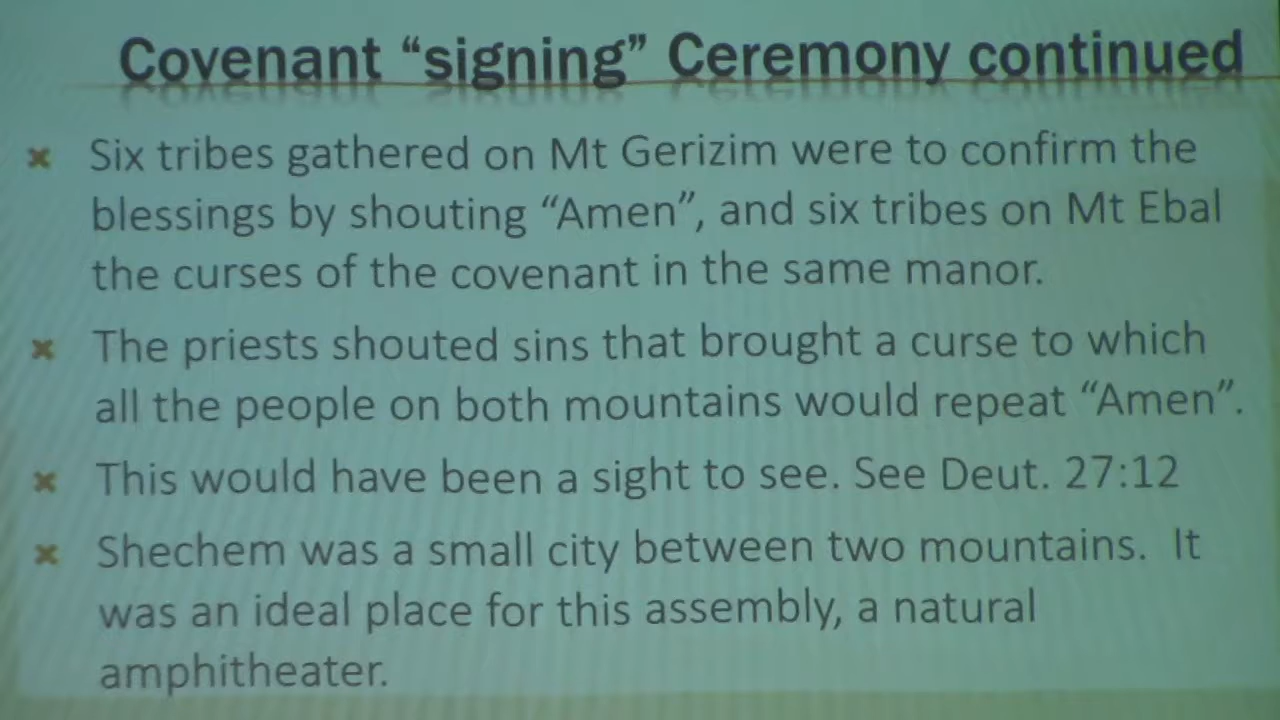 Covenant “signing” Ceremony continued
Six tribes gathered on Mt Gerizim were to confirm the
blessings by shouting “Amen”, and six tribes on Mt Ebal
the curses of the covenant in the same manor.
The priests shouted sins that brought a curse to which
all the people on both mountains would repeat “Amen”.
This would have been a sight to see. See Deut. 27:12
Shechem was a small city between two mountains.  It
was an ideal place for this assembly, a natural
amphitheater.